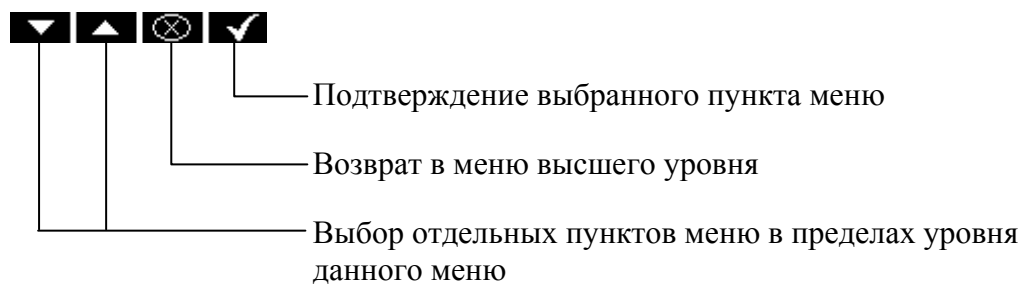 Подтверждение выбранного пункта меню
Возврат в меню высшего уровня
Выбор отдельных пунктов меню в пределах уровня
данного меню